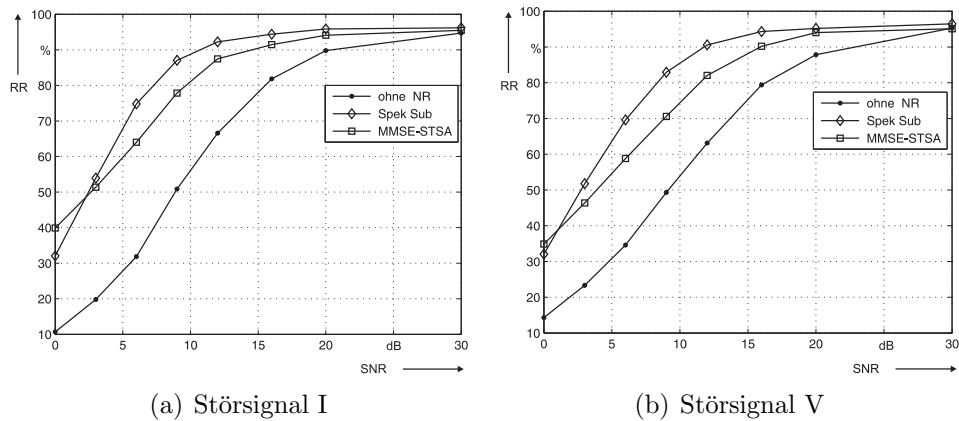 100
%
RR
80
70
60
50
40
30
20
10
ohne NR
Spek Sub
MMSE-STSA
0 5 10 15 20 dB 30
SNR
(a) Störsignal I
100
%
RR
80
70
60
50
40
30
20
10
ohne NR
Spek Sub
MMSE-STSA
0 5 10 15 20 dB 30
SNR
(b) Störsignal V